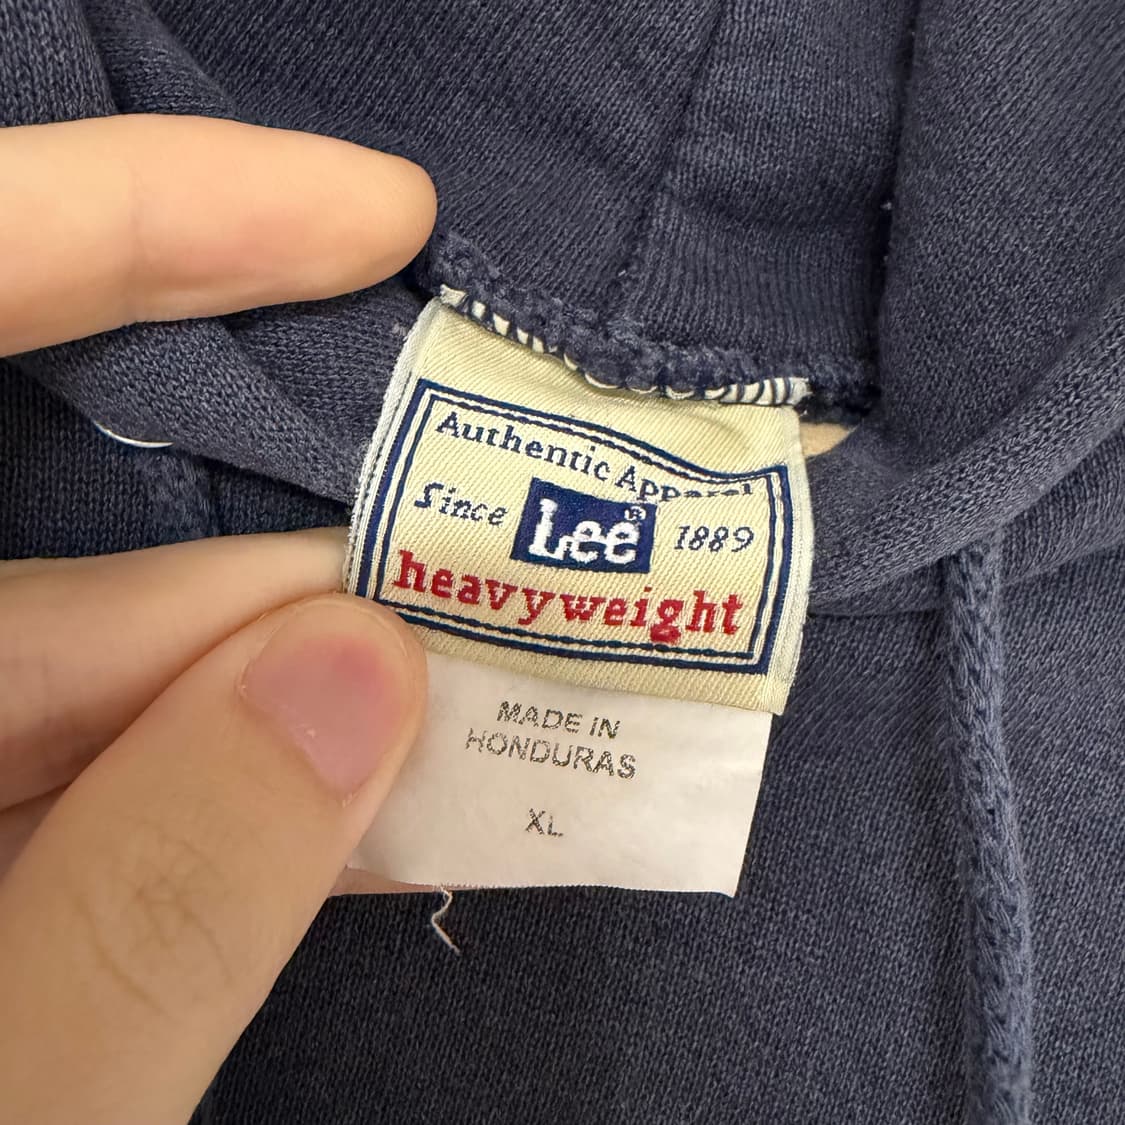 Authentic Apparel
Since Lee® 1889
heavyweight
MADE IN
HONDURAS
XL